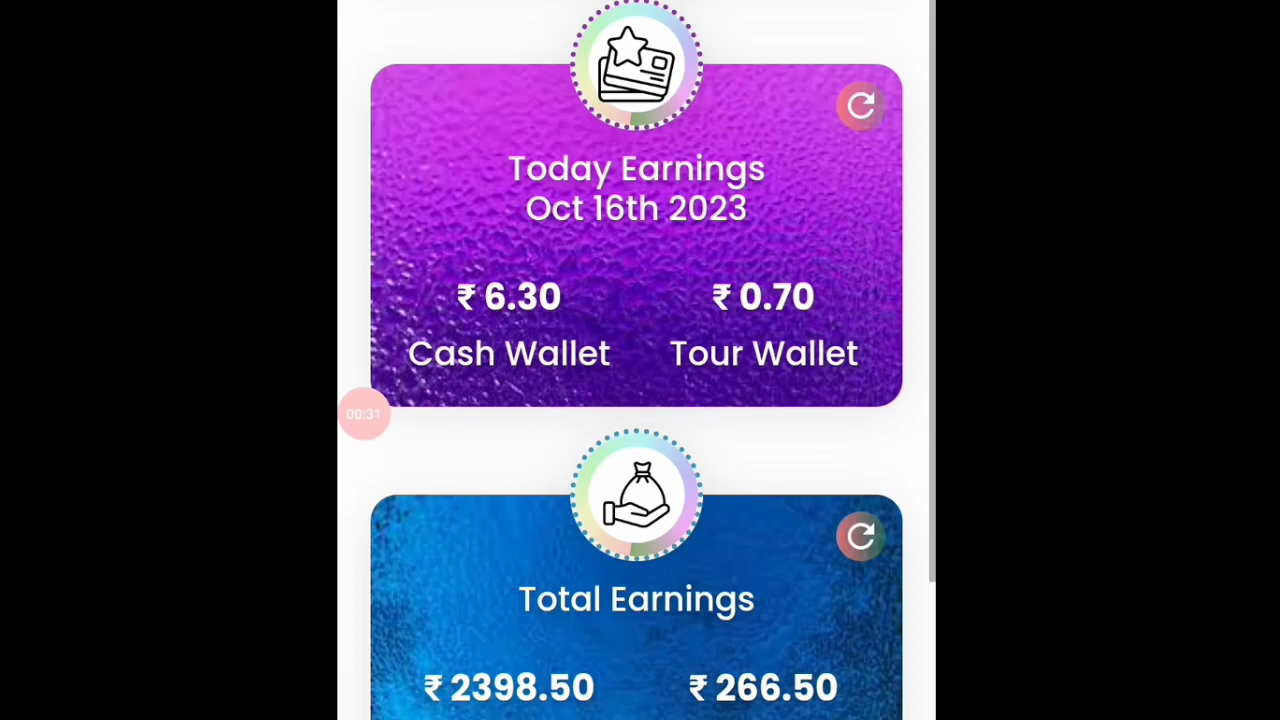 Today Earnings
Oct 16th 2023
₹ 6.30 ₹ 0.70
Cash Wallet Tour Wallet
00:31
Total Earnings
₹ 2398.50 ₹ 266.50